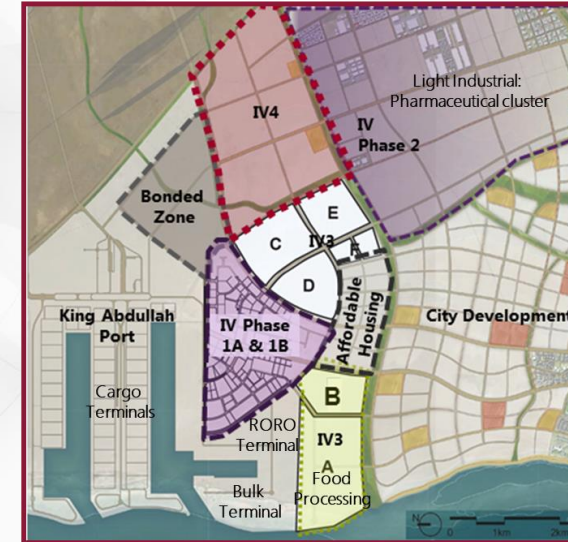 Light Industrial:
Pharmaceutical cluster
IV4
IV
Phase 2
Bonded
Zone
E
C
IV3
F
D
King Abdullah
Port
IV Phase
1A & 1B
Affordable
Housing
City Development
Cargo
Terminals
B
RORO
Terminal
IV3
A
Food
Processing
Bulk
Terminal
N
0
1km
2km